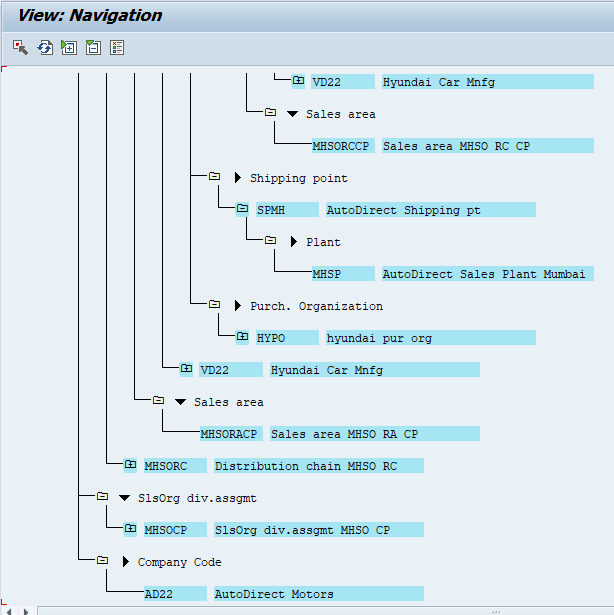 View: Navigation
VD22 Hyundai Car Mnfg
Sales area
MHSORCCP Sales area MHSO RC CP
Shipping point
SPMH AutoDirect Shipping pt
Plant
MHSP AutoDirect Sales Plant Mumbai
Purch. Organization
HYPO hyundai pur org
VD22 Hyundai Car Mnfg
Sales area
MHSORACP Sales area MHSO RA CP
MHSORC Distribution chain MHSO RC
SlsOrg div.assgmt
MHSOCP SlsOrg div.assgmt MHSO CP
Company Code
AD22 AutoDirect Motors